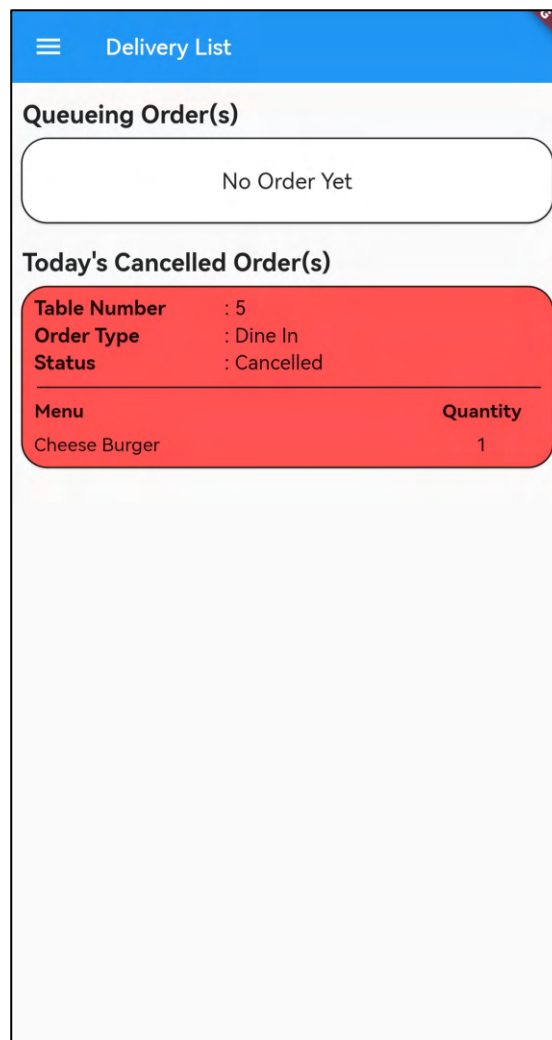 Delivery List
Queueing Order(s)
No Order Yet
Today's Cancelled Order(s)
Table Number : 5
Order Type : Dine In
Status : Cancelled
Menu Quantity
Cheese Burger 1